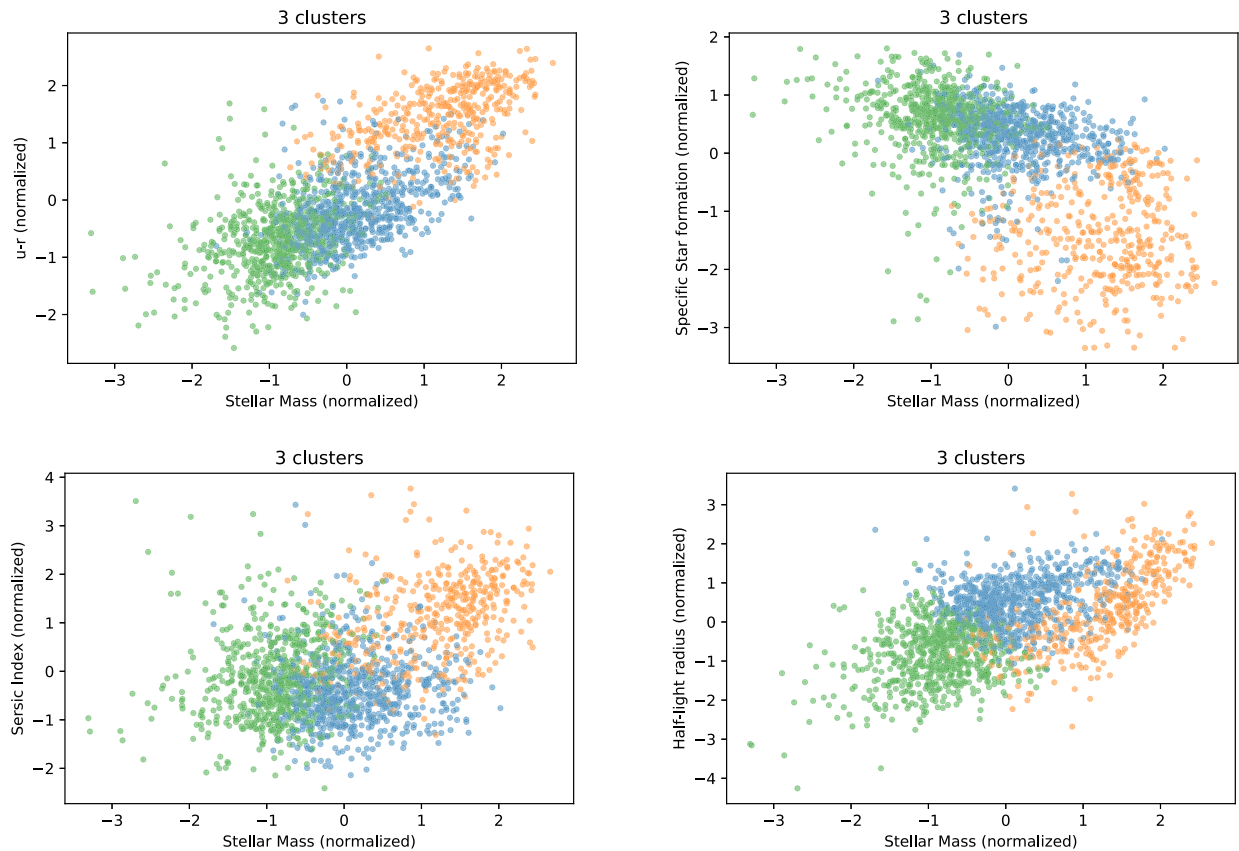 3 clusters
u-r (normalized)
2
1
0
−1
−2
−3 −2 −1 0 1 2
Stellar Mass (normalized)
3 clusters
Specific Star formation (normalized)
2
1
0
−1
−2
−3
−3 −2 −1 0 1 2
Stellar Mass (normalized)
3 clusters
Sersic Index (normalized)
4
3
2
1
0
−1
−2
−3 −2 −1 0 1 2
Stellar Mass (normalized)
3 clusters
Half-light radius (normalized)
3
2
1
0
−1
−2
−3
−4
−3 −2 −1 0 1 2
Stellar Mass (normalized)